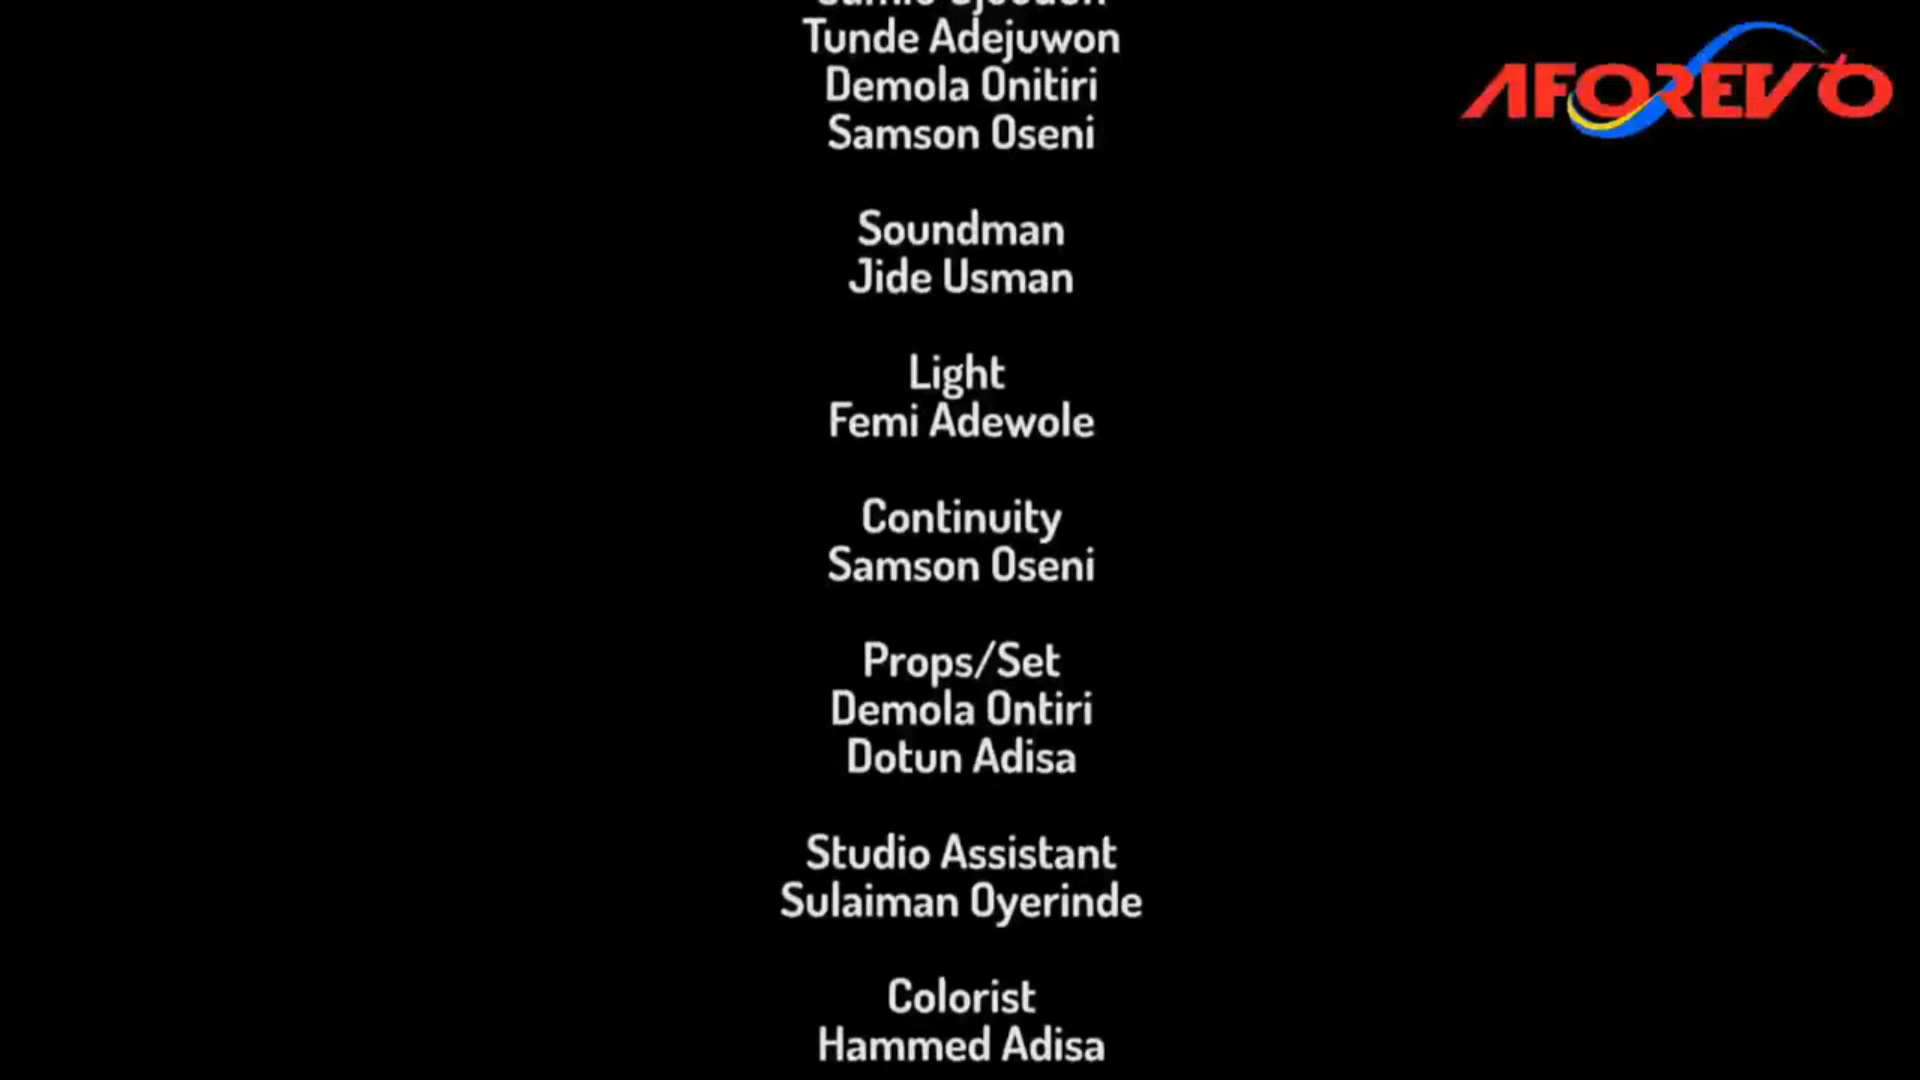 Tunde Adejuwon
Demola Onitiri
Samson Oseni
AFOREVO
Soundman
Jide Usman
Light
Femi Adewole
Continuity
Samson Oseni
Props/Set
Demola Ontiri
Dotun Adisa
Studio Assistant
Sulaiman Oyerinde
Colorist
Hammed Adisa